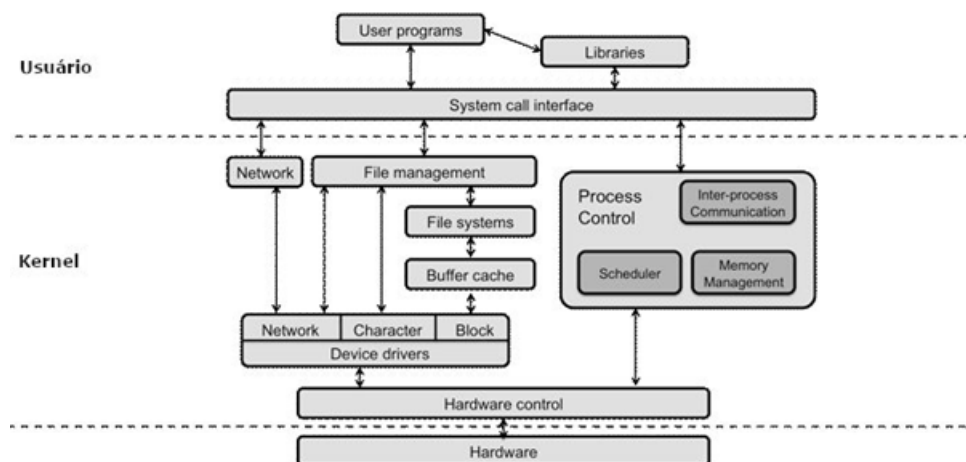 User programs
Libraries
Usuário
System call interface
Network
File management
Process
Control
Inter-process
Communication
File systems
Kernel
Buffer cache
Scheduler
Memory
Management
Network
Character
Block
Device drivers
Hardware control
Hardware